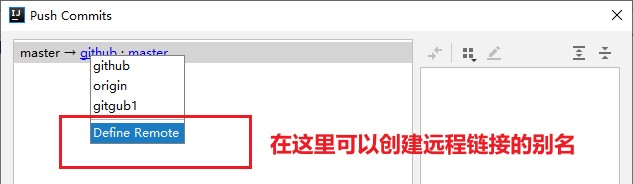 IJ Push Commits
master → github : master
github
origin
gitgub1
Define Remote
在这里可以创建远程链接的别名